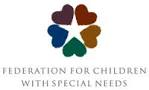 FEDERATION FOR CHILDREN
WITH SPECIAL NEEDS